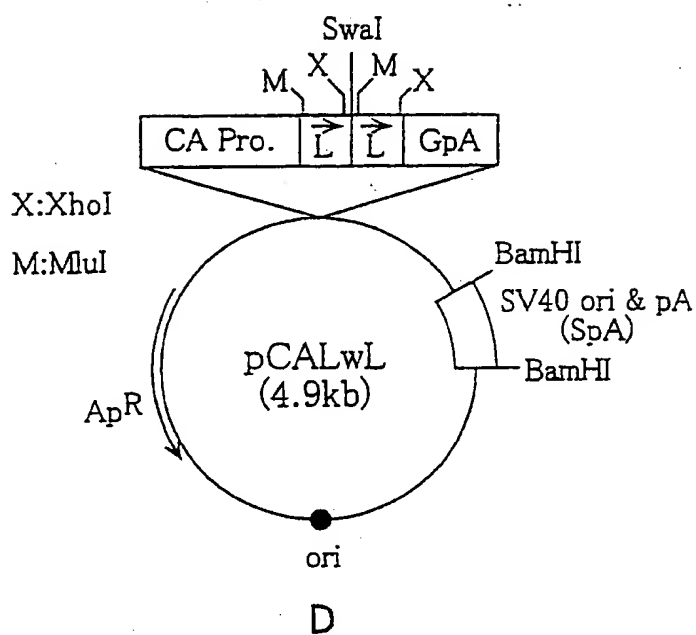 SwaI
M X M X
CA Pro. L L GpA
X:XhoI
M:MluI
BamHI
SV40 ori & pA
(SpA)
BamHI
pCALwL
(4.9kb)
ApR
ori
D